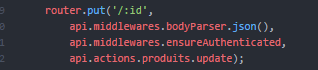 router.put('/:id',
api.middlewares.bodyParser.json(),
api.middlewares.ensureAuthenticated,
api.actions.produits.update);